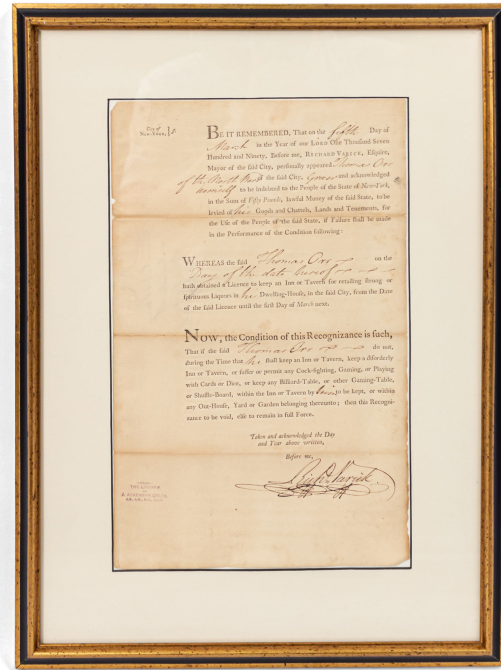 City of
New-York,
BE IT REMEMBERED, That on the fifth Day of
March in the Year of our LORD One Thousand Seven
Hundred and Ninety, Before me, RICHARD VARICK, Esquire,
Mayor of the said City, personally appeared Thomas Orr
of the North Ward of the said City, Grocer and acknowledged
himself to be indebted to the People of the State of New-York,
in the Sum of Fifty Pounds, lawful Money of the said State, to be
levied of his Goods and Chattels, Lands and Tenements, for
the Use of the People of the said State, if Failure shall be made
in the Performance of the Condition following:
WHEREAS the said Thomas Orr on the
Day of the date hereof
hath obtained a Licence to keep an Inn or Tavern for retailing strong or
spirituous Liquors in his Dwelling-House, in the said City, from the Date
of the said Licence until the first Day of March next.
NOW, the Condition of this Recognizance is such,
That if the said Thomas Orr do not,
during the Time that he shall keep an Inn or Tavern, keep a disorderly
Inn or Tavern, or suffer or permit any Cock-fighting, Gaming, or Playing
with Cards or Dice, or keep any Billiard-Table, or other Gaming-Table,
or Shuffle-Board, within the Inn or Tavern by him to be kept, or within
any Out-House, Yard or Garden belonging thereunto; then this Recogni-
zance to be void, else to remain in full Force.
Taken and acknowledged the Day
and Year above written,
Before me,
Richd Varick